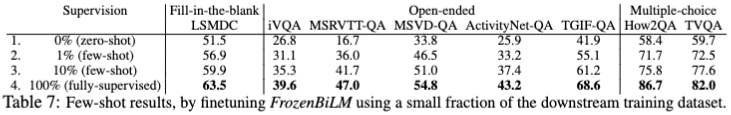 Supervision Fill-in-the-blank Open-ended Multiple-choice
LSMDC iVQA MSRVTT-QA MSVD-QA ActivityNet-QA TGIF-QA How2QA TVQA
1. 0% (zero-shot) 51.5 26.8 16.7 33.8 25.9 41.9 58.4 59.7
2. 1% (few-shot) 56.9 31.1 36.0 46.5 33.2 55.1 71.7 72.5
3. 10% (few-shot) 59.9 35.3 41.7 51.0 37.4 61.2 75.8 77.6
4. 100% (fully-supervised) 63.5 39.6 47.0 54.8 43.2 68.6 86.7 82.0
Table 7: Few-shot results, by finetuning FrozenBiLM using a small fraction of the downstream training dataset.